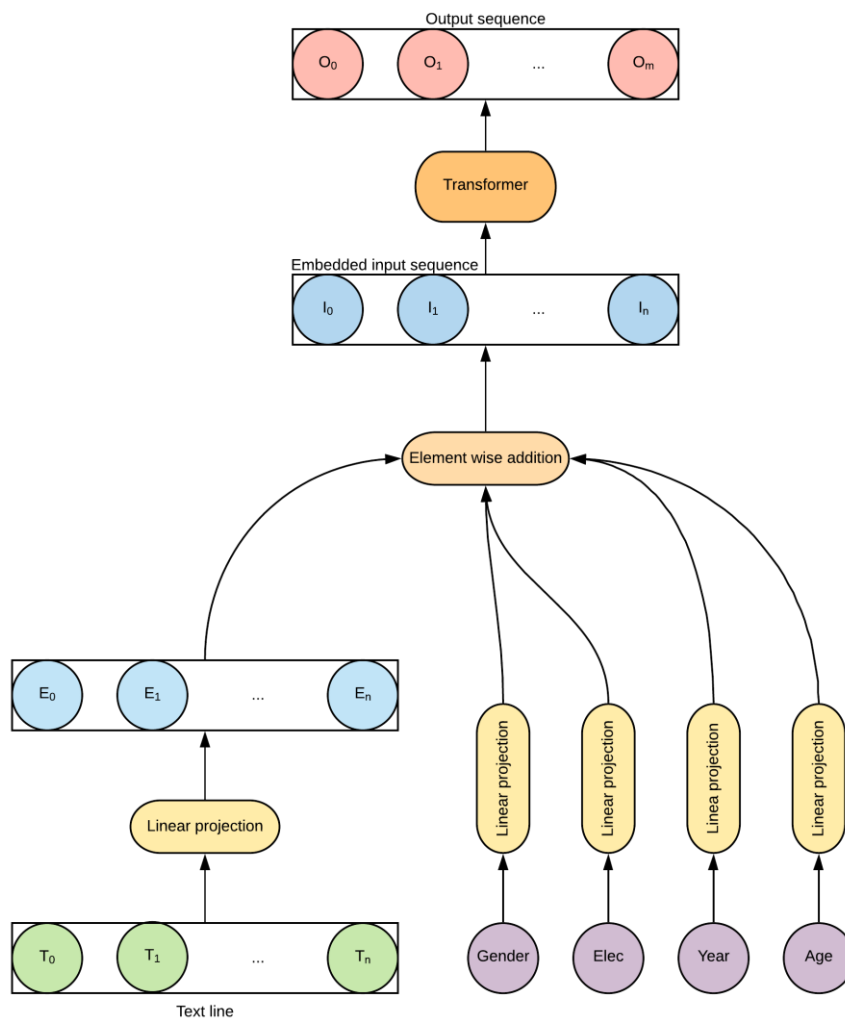 Output sequence
O0 O1 ... Om
Transformer
Embedded input sequence
I0 I1 ... In
Element wise addition
E0 E1 ... En
Linear projection
Linear projection
Linear projection
Linea projection
Linear projection
T0 T1 ... Tn
Gender Elec Year Age
Text line